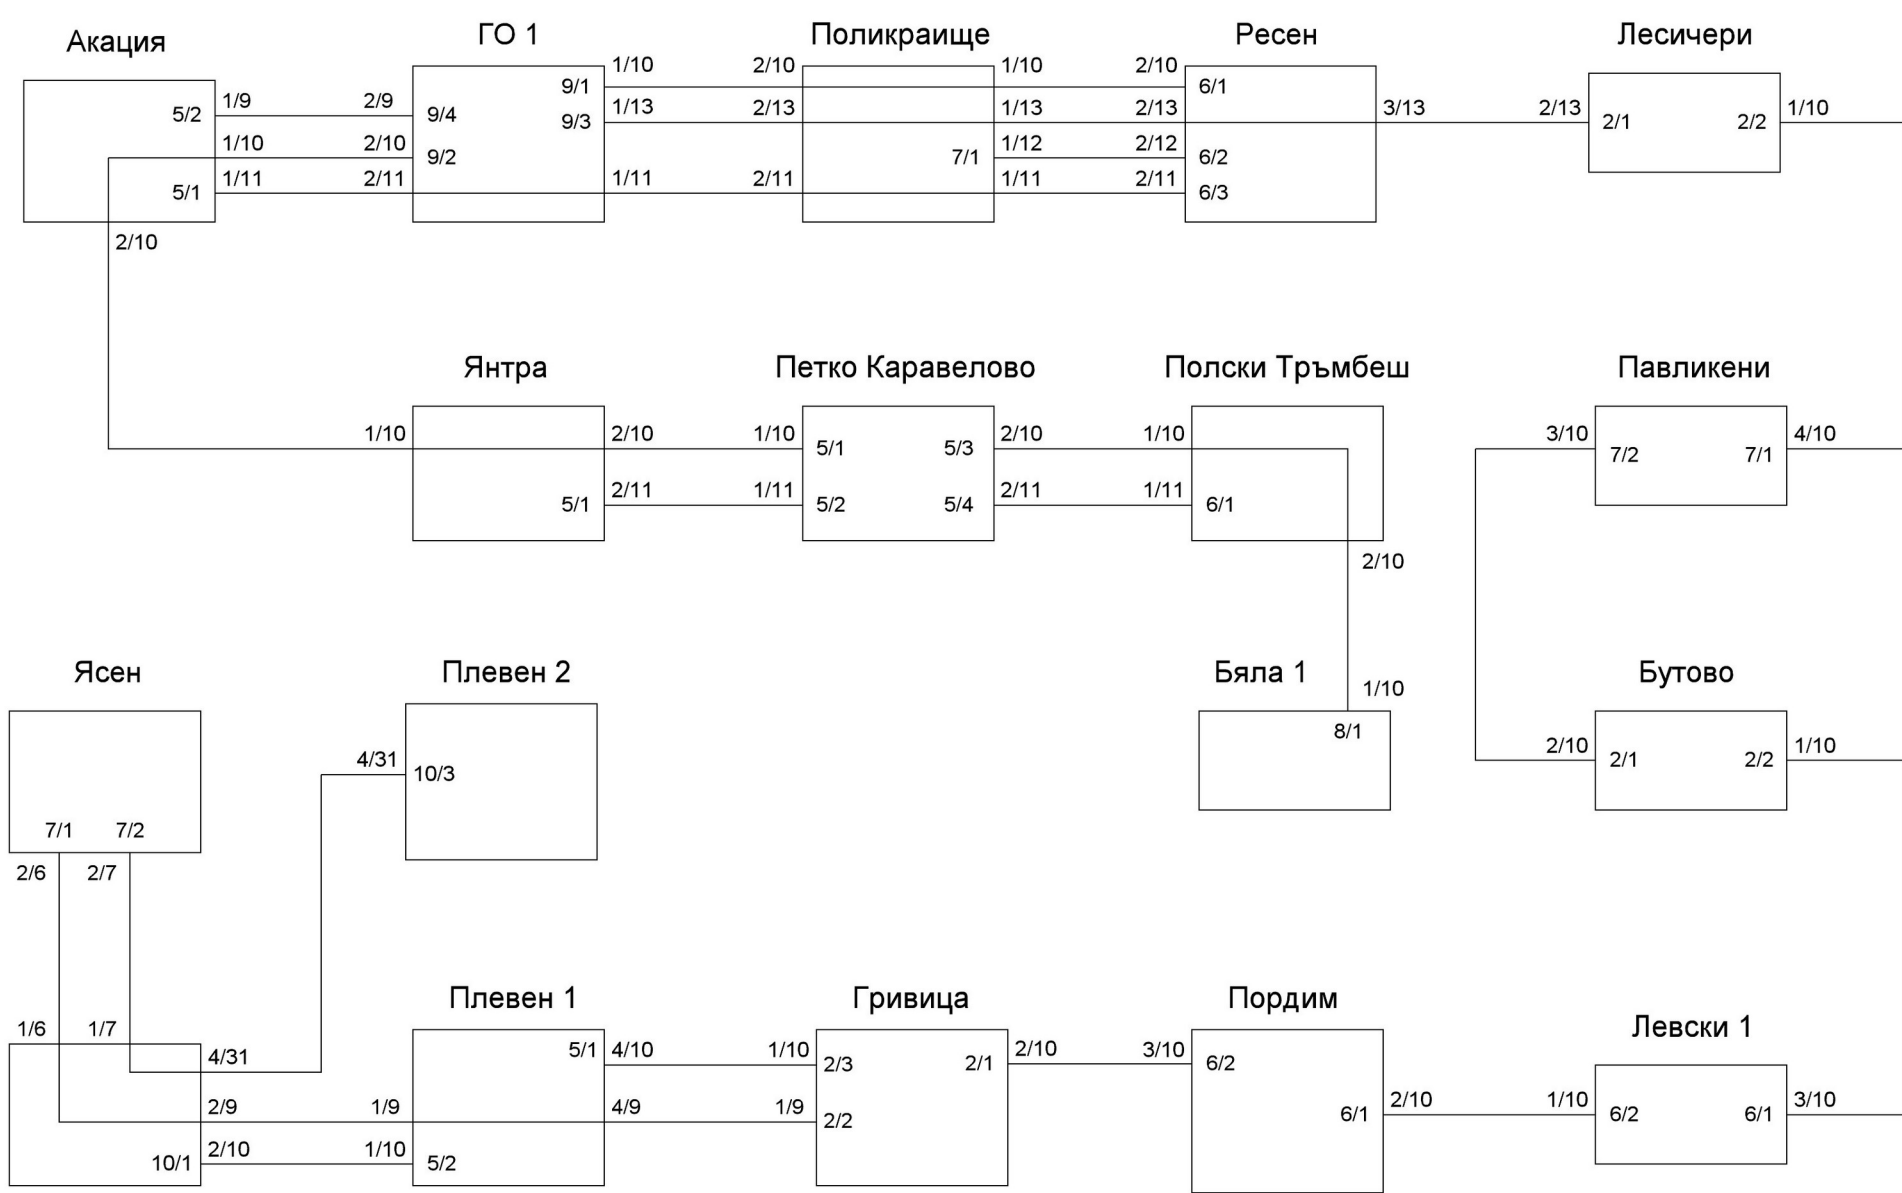 Акация
ГО 1
Поликраище
Ресен
Лесичери
5/2 1/9 2/9 9/4
1/10 2/10 9/2
5/1 1/11 2/11
2/10
9/1 1/10 2/10 1/10 2/10 6/1
9/3 1/13 2/13 1/13 2/13 3/13 2/13 2/1 2/2 1/10
7/1 1/12 2/12 6/2
1/11 2/11 1/11 2/11 6/3
Янтра
Петко Каравелово
Полски Тръмбеш
Павликени
1/10 2/10 1/10 5/1 5/3 2/10 1/10
5/1 2/11 1/11 5/2 5/4 2/11 1/11 6/1
2/10
3/10 7/2 7/1 4/10
Ясен
Плевен 2
Бяла 1
Бутово
1/10
8/1
2/10 2/1 2/2 1/10
4/31 10/3
7/1 7/2
2/6 2/7
Плевен 1
Гривица
Пордим
Левски 1
1/6 1/7
4/31
5/1 4/10 1/10 2/3 2/1 2/10 3/10 6/2
2/9 1/9 4/9 1/9 2/2
6/1 2/10 1/10 6/2 6/1 3/10
10/1 2/10 1/10 5/2